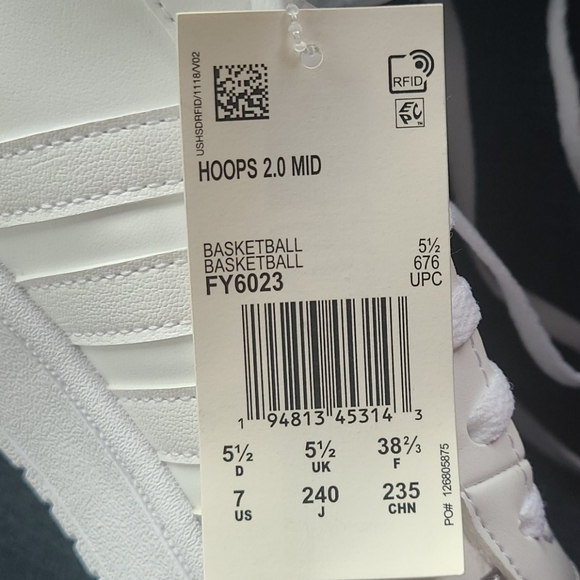 USHSDRFID/1118/V02
RFID
EPC™
HOOPS 2.0 MID
BASKETBALL 5½
BASKETBALL 676
FY6023 UPC
1 94813 45314 3
5½ 5½ 38⅔
D UK F
7 240 235
US J CHN
PO# 126805875